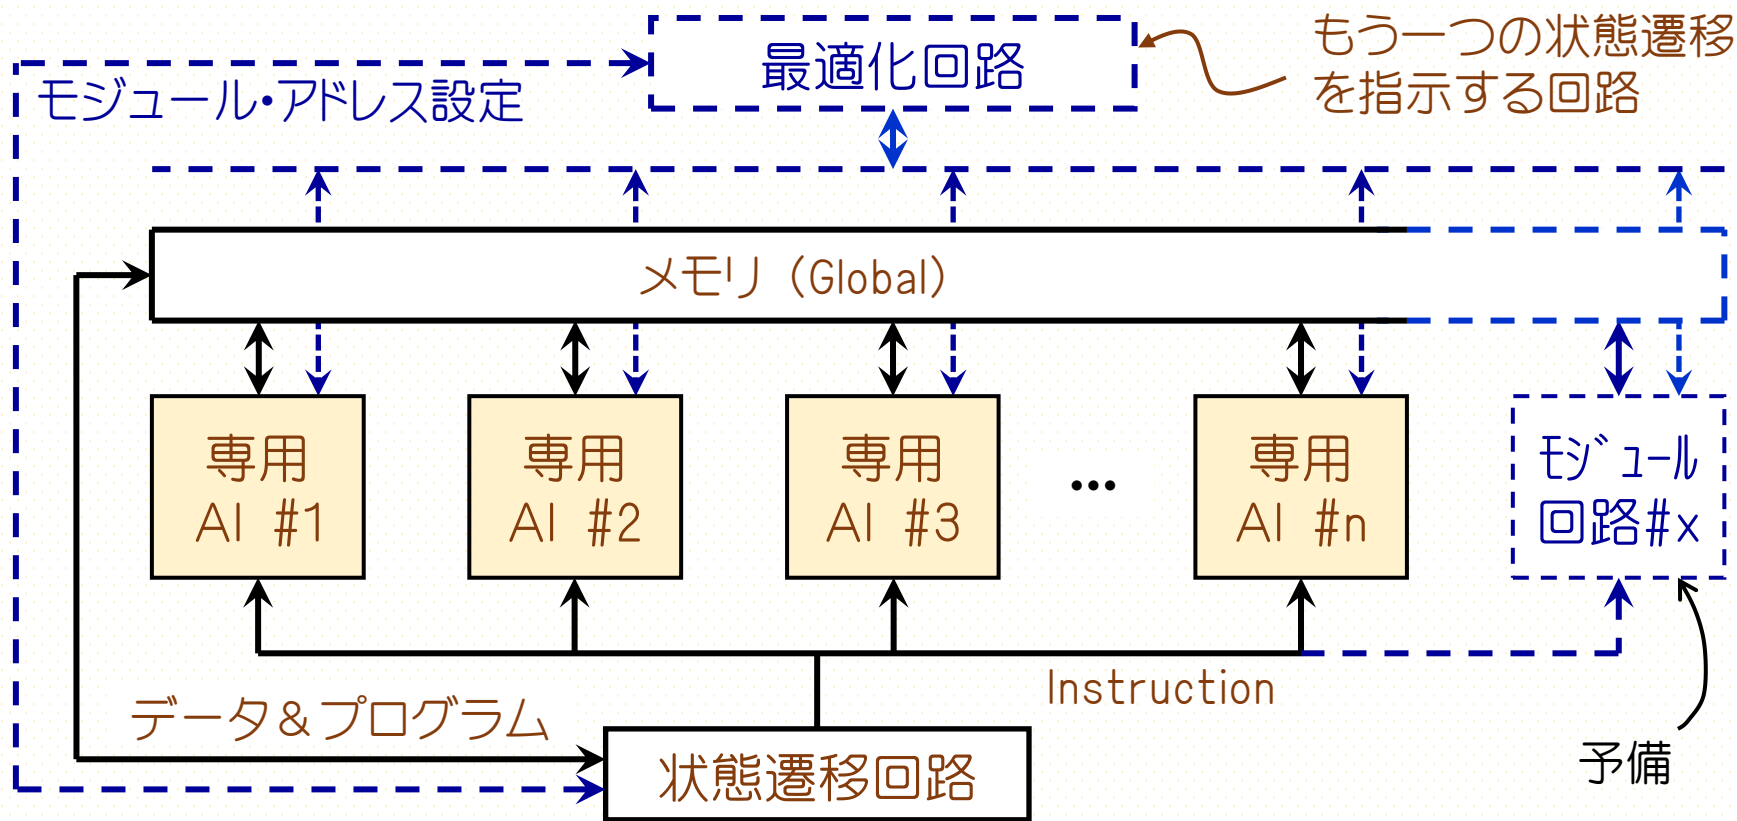 最適化回路
もう一つの状態遷移
を指示する回路
モジュール・アドレス設定
メモリ（Global）
専用
AI #1
専用
AI #2
専用
AI #3
…
専用
AI #n
ﾓｼﾞｭｰﾙ
回路#x
Instruction
データ＆プログラム
状態遷移回路
予備